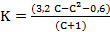 K = (3,2 C−C²−0,6) / (C+1)